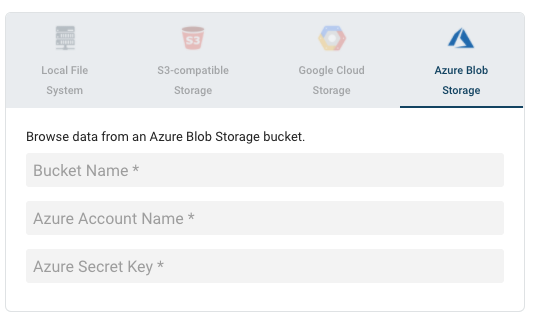 Local File
System
S3
S3-compatible
Storage
Google Cloud
Storage
Azure Blob
Storage
Browse data from an Azure Blob Storage bucket.
Bucket Name *
Azure Account Name *
Azure Secret Key *